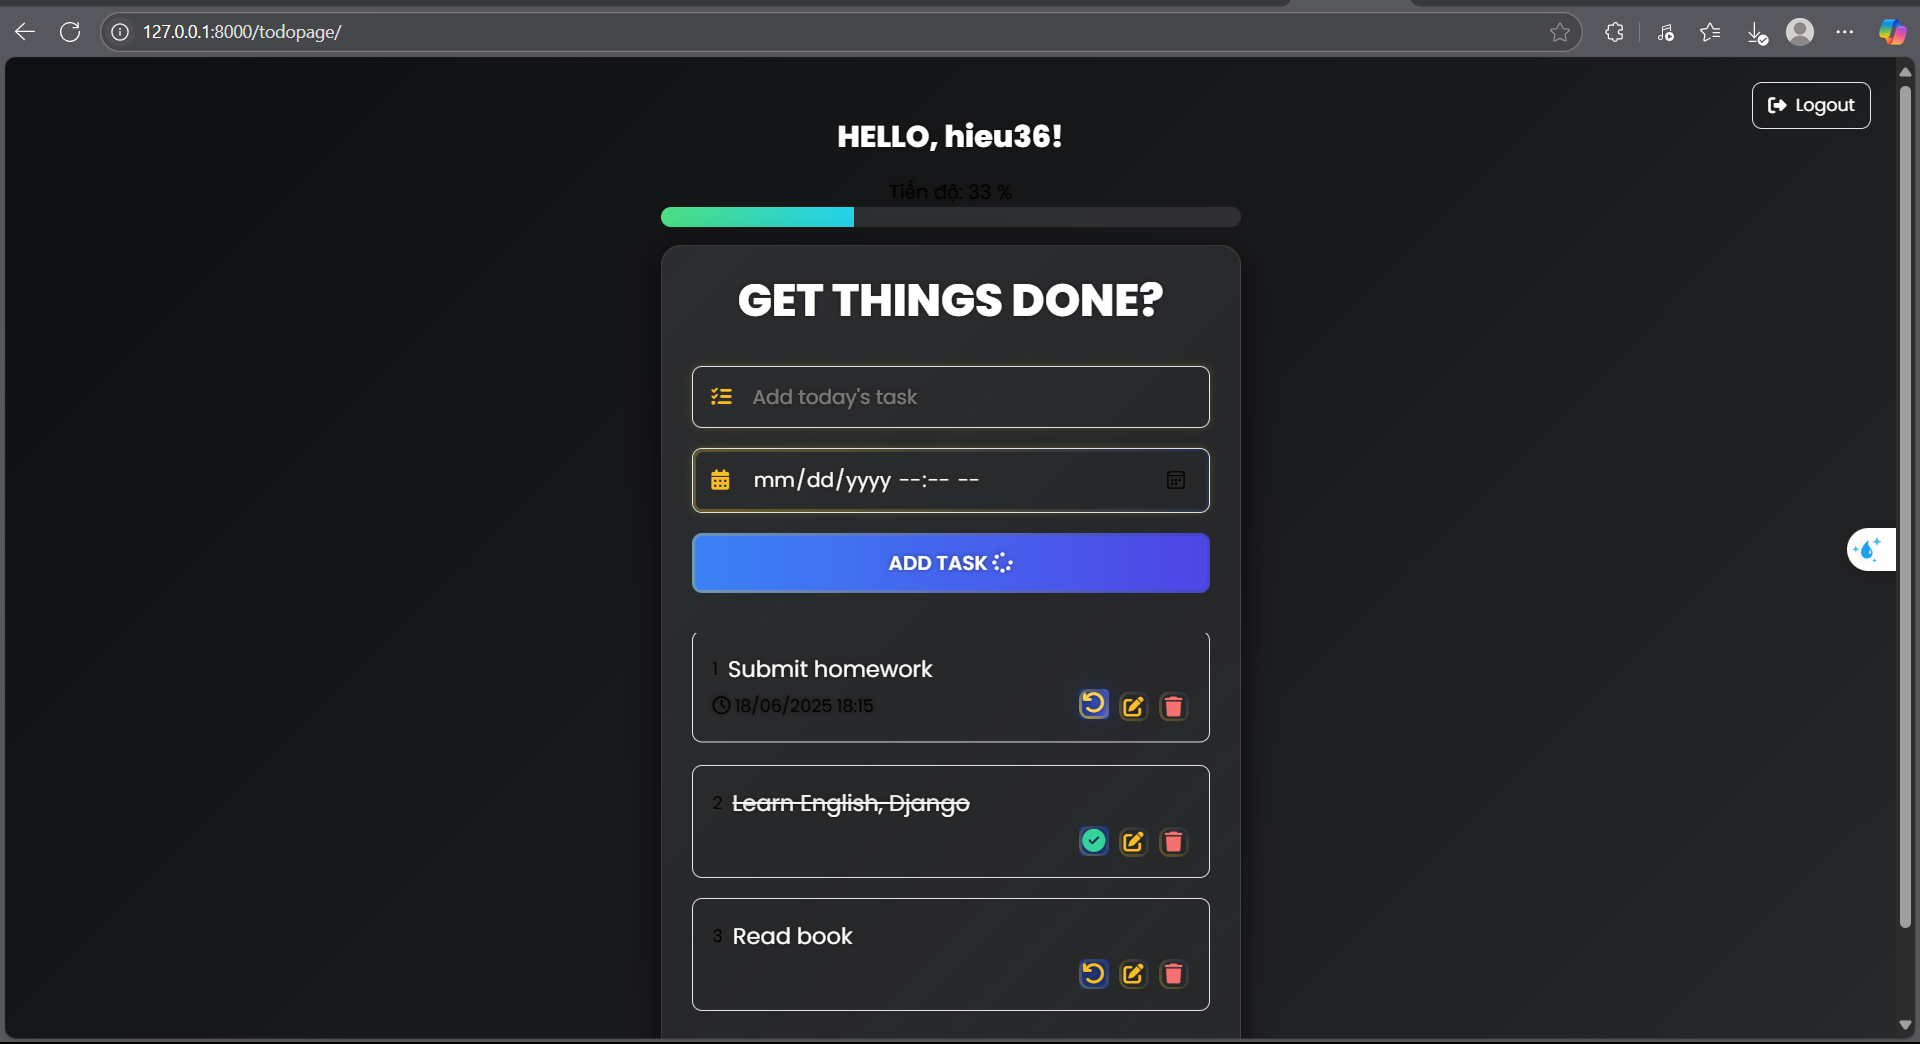 127.0.0.1:8000/todopage/
Logout
HELLO, hieu36!
Tiến độ: 33 %
GET THINGS DONE?
Add today's task
mm/dd/yyyy --:-- --
ADD TASK
1 Submit homework
18/06/2025 18:15
2 Learn English, Django
3 Read book